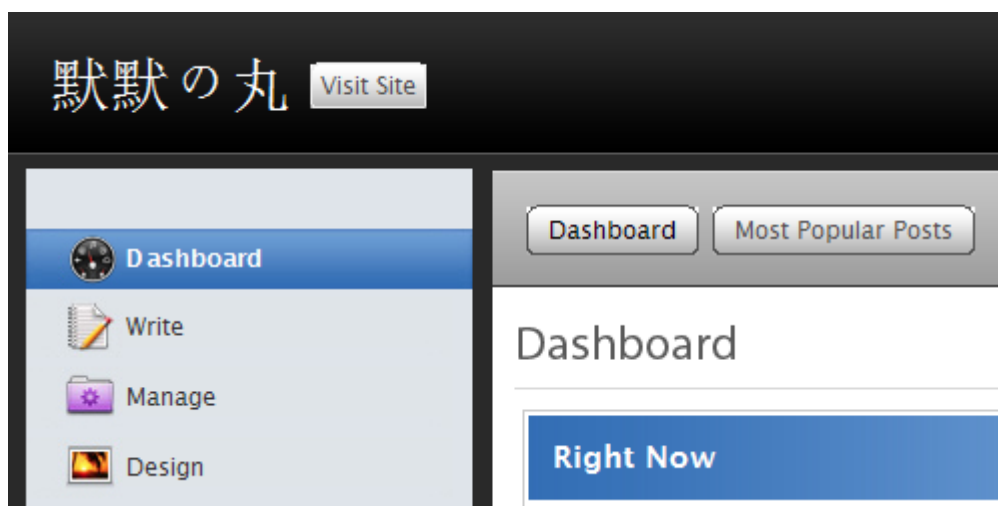 默默の丸 Visit Site
Dashboard
Write
Manage
Design
Dashboard Most Popular Posts
Dashboard
Right Now